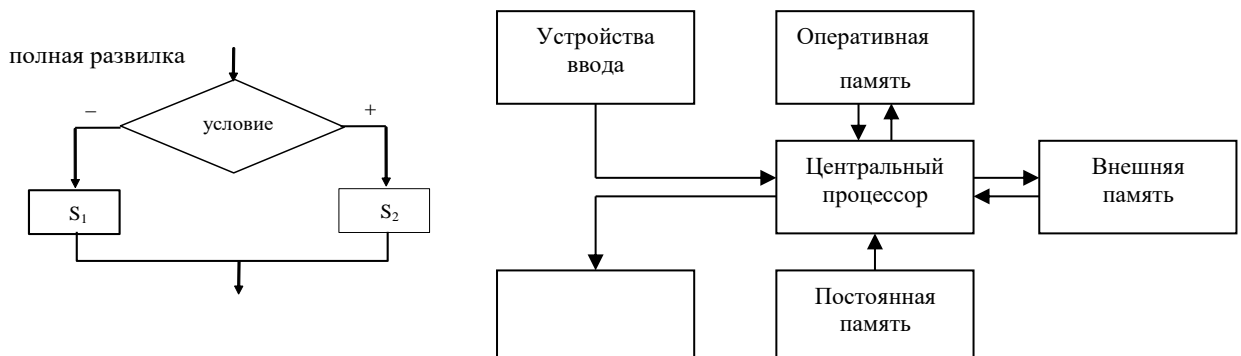 полная развилка
–
+
условие
S₁
S₂
Устройства
ввода
Оперативная
память
Центральный
процессор
Внешняя
память
Постоянная
память